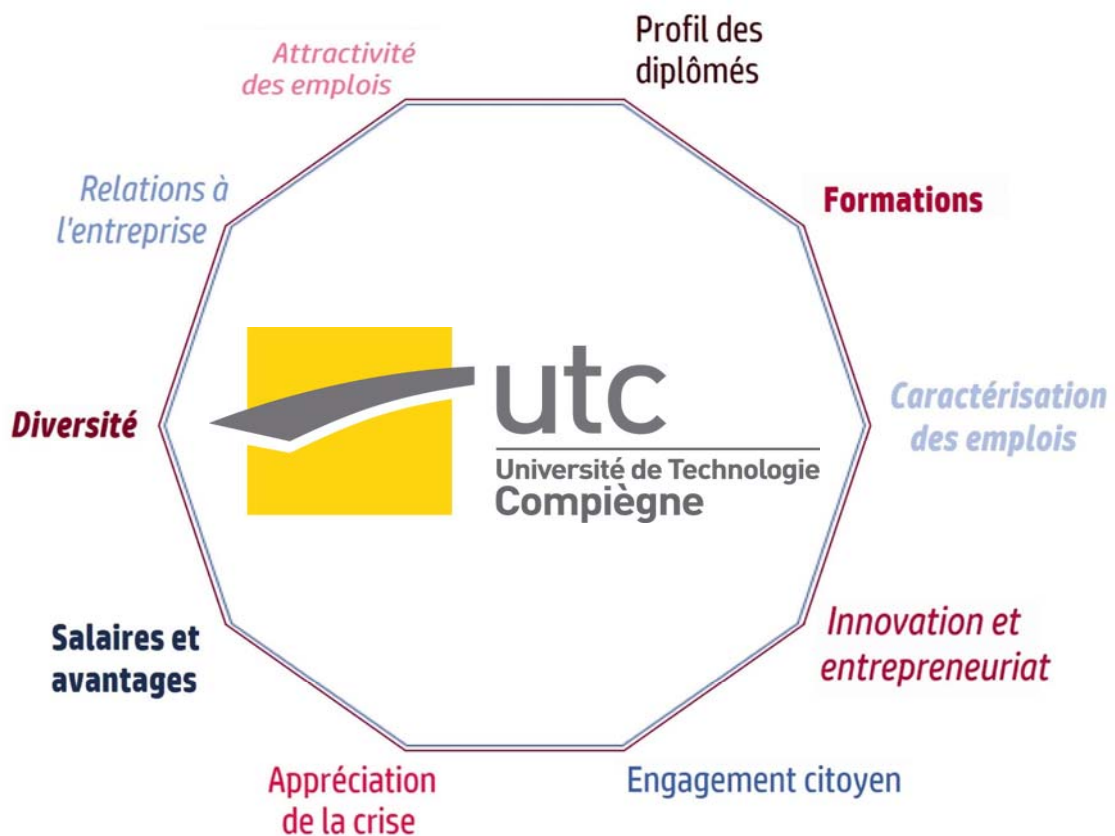 Attractivité
des emplois
Profil des
diplômés
Relations à
l'entreprise
Formations
utc
Université de Technologie
Compiègne
Diversité
Caractérisation
des emplois
Salaires et
avantages
Innovation et
entrepreneuriat
Appréciation
de la crise
Engagement citoyen